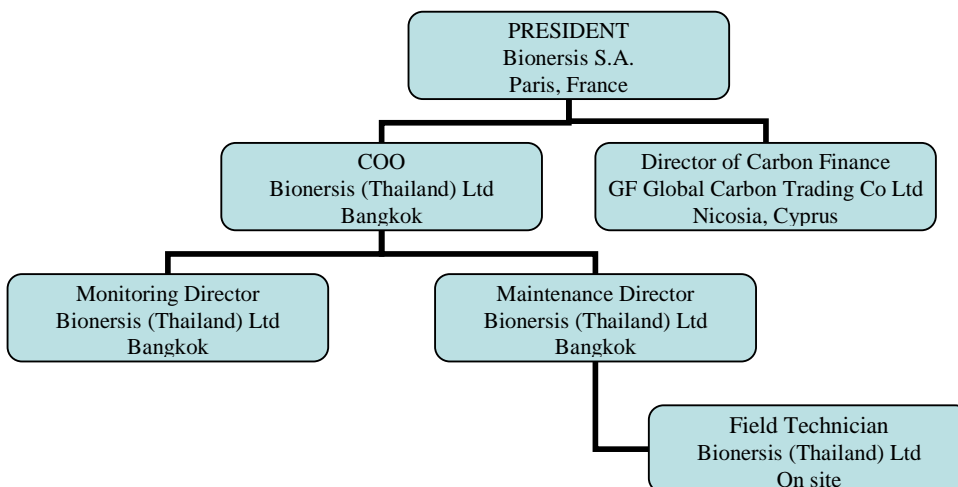 PRESIDENT
Bionersis S.A.
Paris, France
COO
Bionersis (Thailand) Ltd
Bangkok
Director of Carbon Finance
GF Global Carbon Trading Co Ltd
Nicosia, Cyprus
Monitoring Director
Bionersis (Thailand) Ltd
Bangkok
Maintenance Director
Bionersis (Thailand) Ltd
Bangkok
Field Technician
Bionersis (Thailand) Ltd
On site